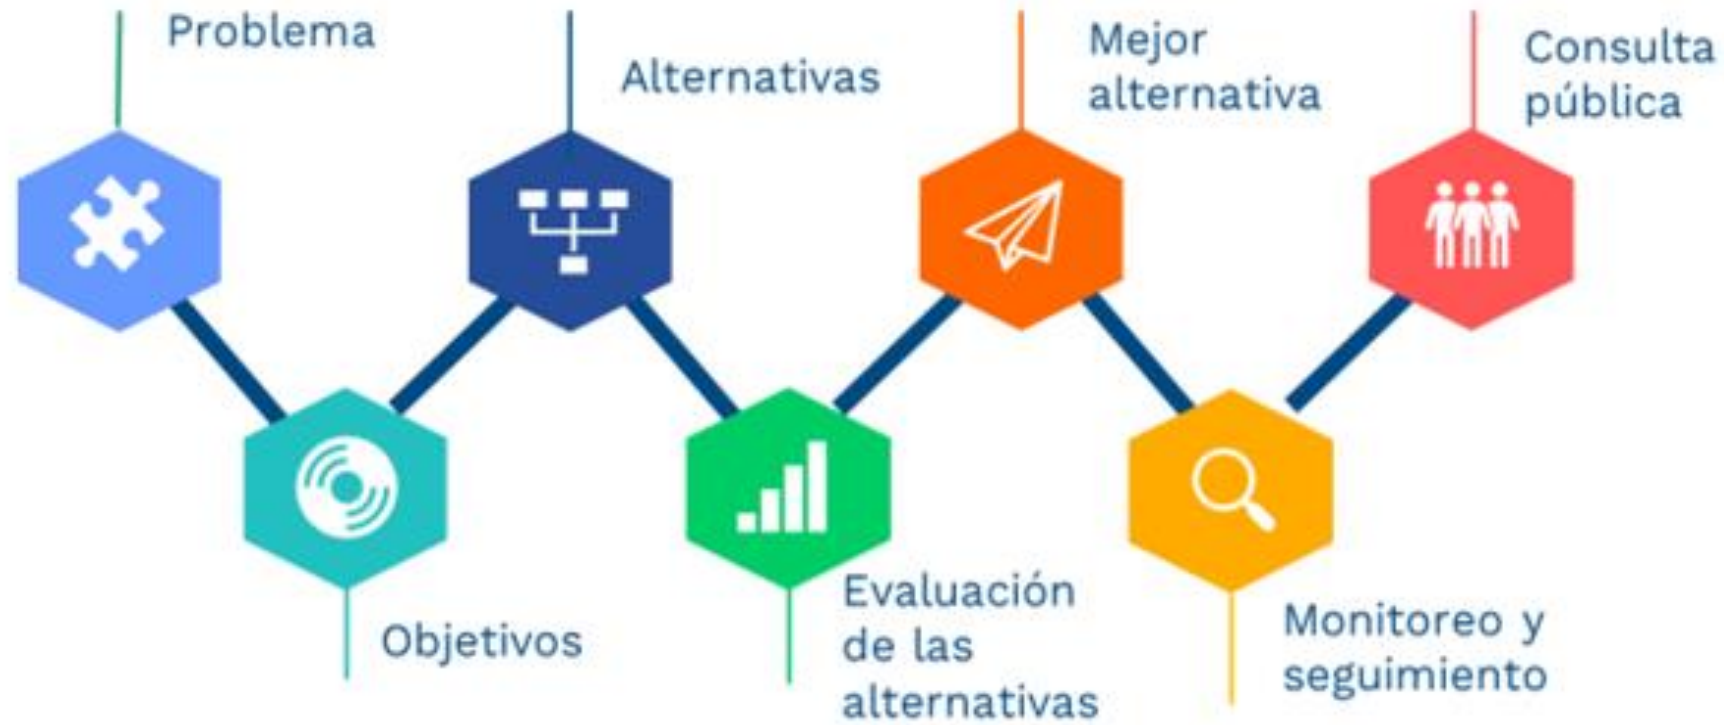 Problema
Objetivos
Alternativas
Evaluación
de las
alternativas
Mejor
alternativa
Monitoreo y
seguimiento
Consulta
pública